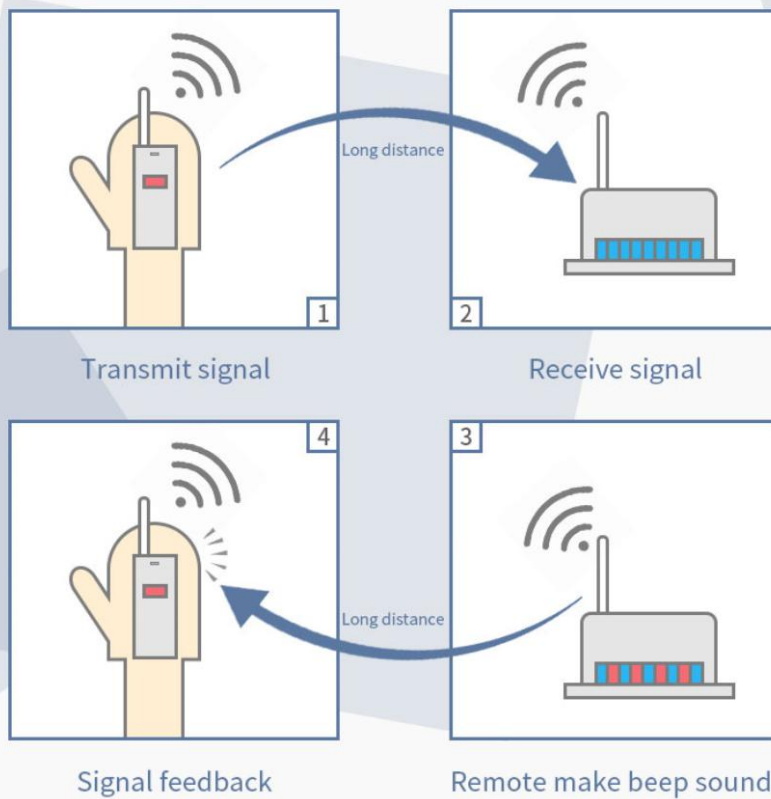 Long distance
1
2
Transmit signal
Receive signal
4
3
Long distance
Signal feedback
Remote make beep sound